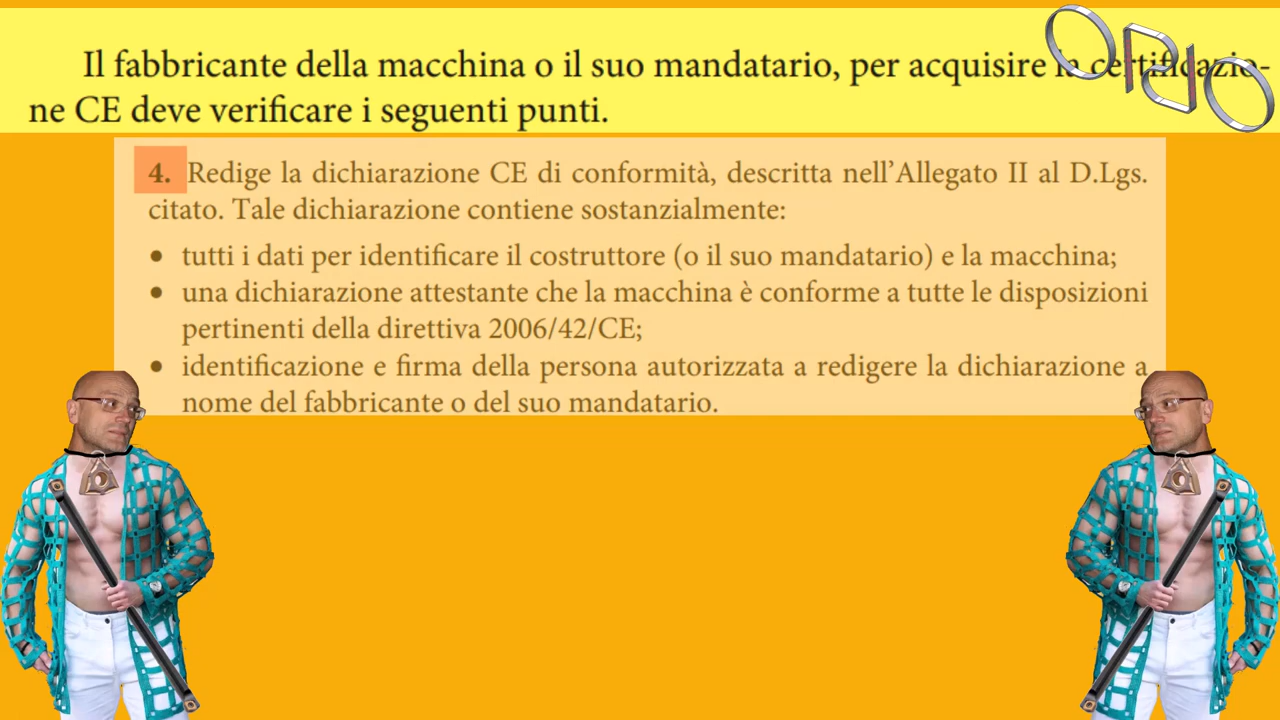 Il fabbricante della macchina o il suo mandatario, per acquisire la certificazio-
ne CE deve verificare i seguenti punti.
4. Redige la dichiarazione CE di conformità, descritta nell’Allegato II al D.Lgs.
citato. Tale dichiarazione contiene sostanzialmente:
• tutti i dati per identificare il costruttore (o il suo mandatario) e la macchina;
• una dichiarazione attestante che la macchina è conforme a tutte le disposizioni
pertinenti della direttiva 2006/42/CE;
• identificazione e firma della persona autorizzata a redigere la dichiarazione a
nome del fabbricante o del suo mandatario.